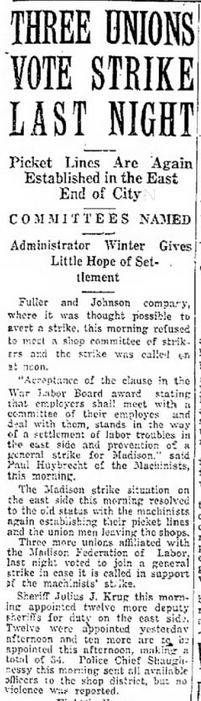 THREE UNIONS
VOTE STRIKE
LAST NIGHT
Picket Lines Are Again
Established in the East
End of City
COMMITTEES NAMED
Administrator Winter Gives
Little Hope of Set-
tlement
Fuller and Johnson company,
where it was thought possible to
avert a strike, this morning refused
to meet a shop committee of strik-
ers and the strike was called on
at noon.
"Acceptance of the clause in the
War Labor Board award stating
that employers shall meet with a
committee of their employes and
deal with them, stands in the way
of a settlement of labor troubles in
the east side and prevention of a
general strike for Madison." said
Paul Huybrecht of the Machinists,
this morning.
The Madison strike situation on
the east side this morning resolved
to the old status with the machinists
again establishing their picket lines
and the union men leaving the shops.
Three more unions affiliated with
the Madison Federation of Labor,
last night voted to join a general
strike in case it is called in support
of the machinists' strike.
Sheriff Julius J. Krug this morn-
ing appointed twelve more deputy
sheriffs for duty on the east side.
Twelve were appointed yesterday
afternoon and ten more are to be
appointed this afternoon, making a
total of 34. Police Chief Shaugh-
nessy this morning sent all available
officers to the shop district, but no
violence was reported.